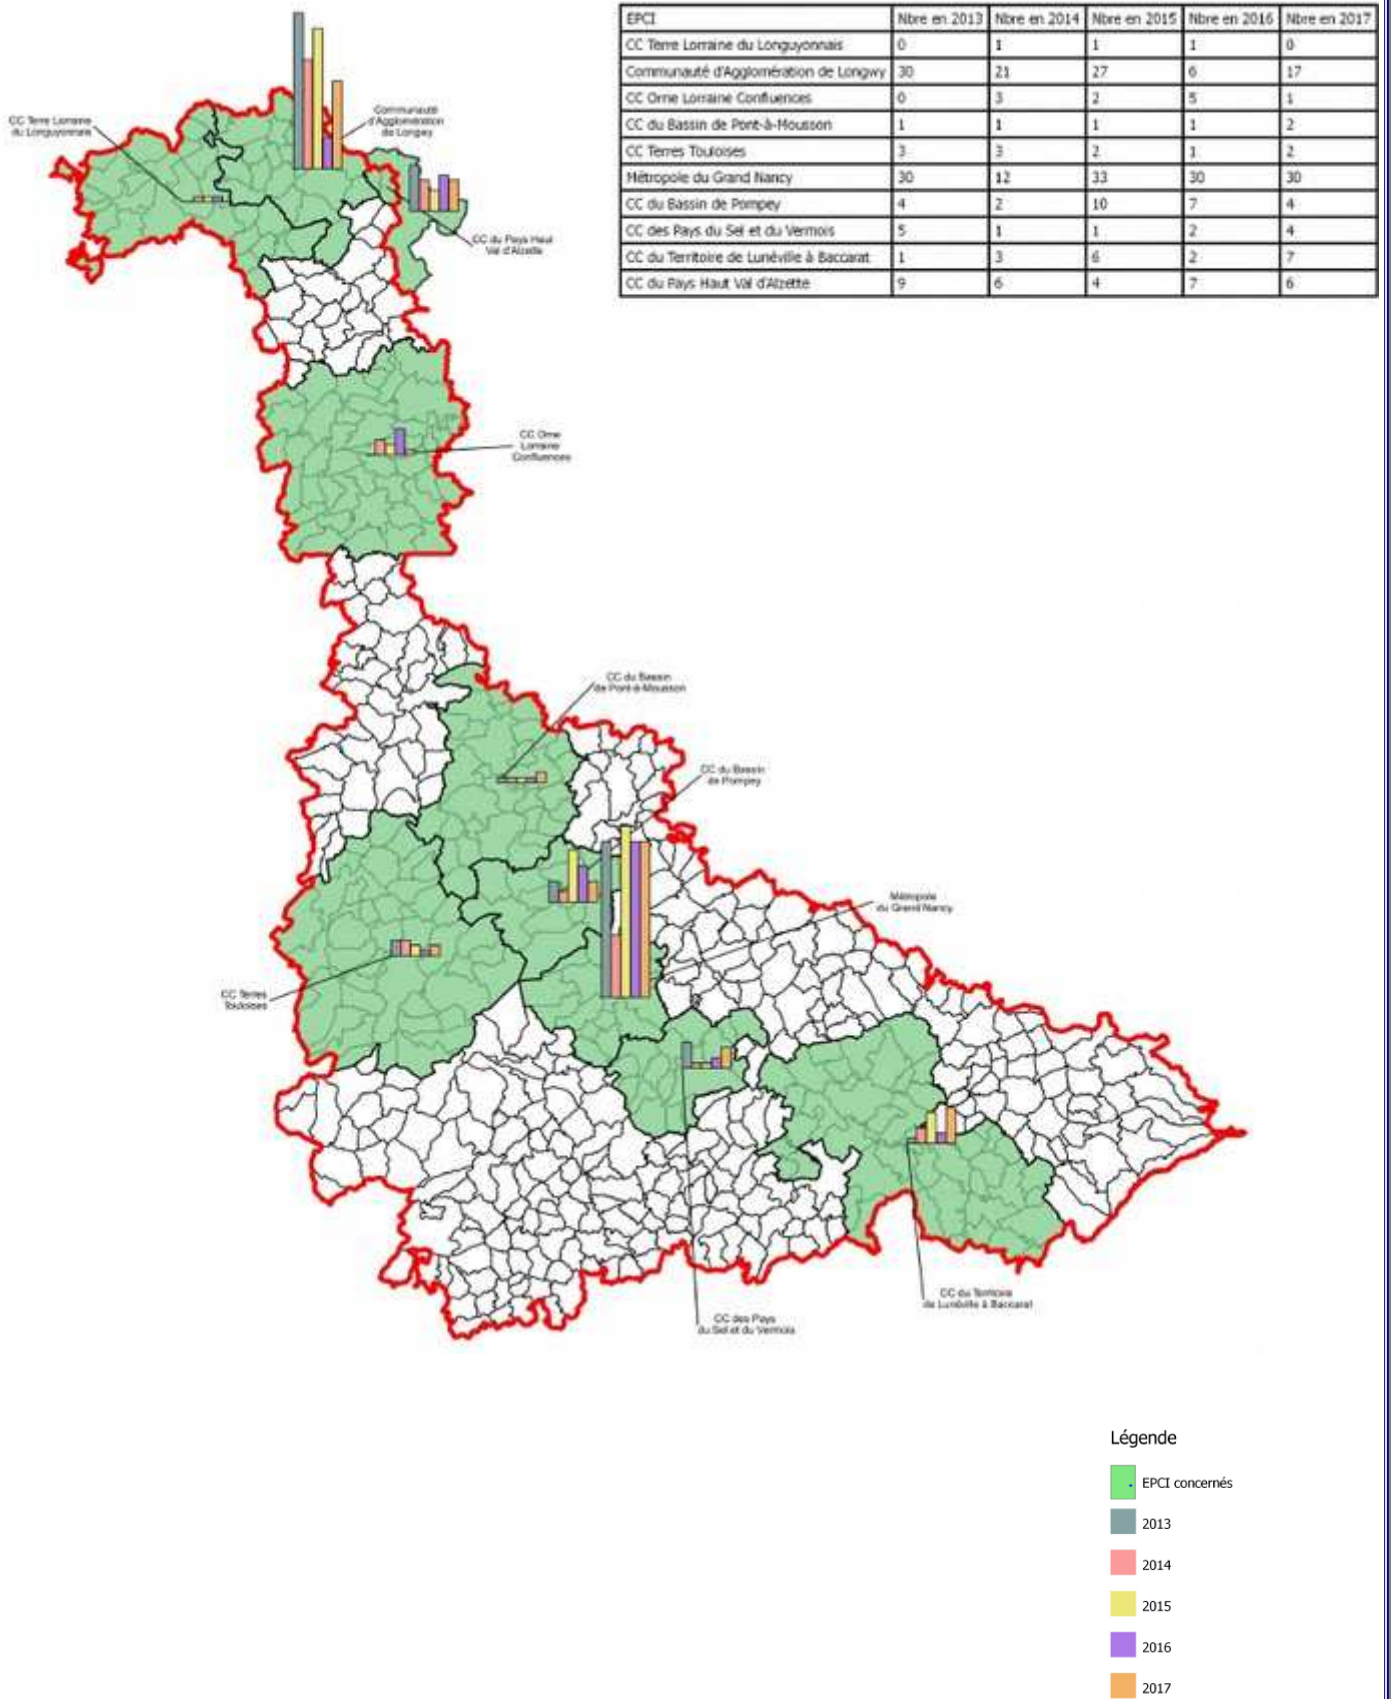 EPCI Nbre en 2013 Nbre en 2014 Nbre en 2015 Nbre en 2016 Nbre en 2017
CC Terre Lorraine du Longuyonnais 0 1 1 1 0
Communauté d'Agglomération de Longwy 30 21 27 6 17
CC Orne Lorraine Confluences 0 3 2 5 1
CC du Bassin de Pont-à-Mousson 1 1 1 1 2
CC Terres Touloises 3 3 2 1 2
Métropole du Grand Nancy 30 12 33 30 30
CC du Bassin de Pompey 4 2 10 7 4
CC des Pays du Sel et du Vermois 5 1 1 2 4
CC du Territoire de Lunéville à Baccarat 1 3 6 2 7
CC du Pays Haut Val d'Alzette 9 6 4 7 6
Communauté
d'Agglomération
de Longwy
CC Terre Lorraine
du Longuyonnais
CC du Pays Haut
Val d'Alzette
CC Orne
Lorraine
Confluences
CC du Bassin
de Pont-à-Mousson
CC du Bassin
de Pompey
Métropole
du Grand Nancy
CC Terres
Touloises
CC du Territoire
de Lunéville à Baccarat
CC des Pays
du Sel et du Vermois
Légende
EPCI concernés
2013
2014
2015
2016
2017